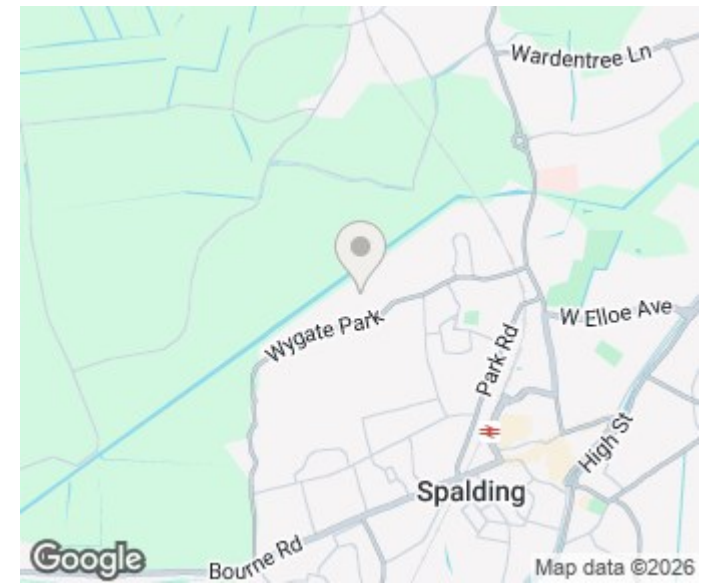 Wardentree Ln
Wygate Park
W Elloe Ave
Park Rd
High St
Spalding
Bourne Rd
Google
Map data ©2026